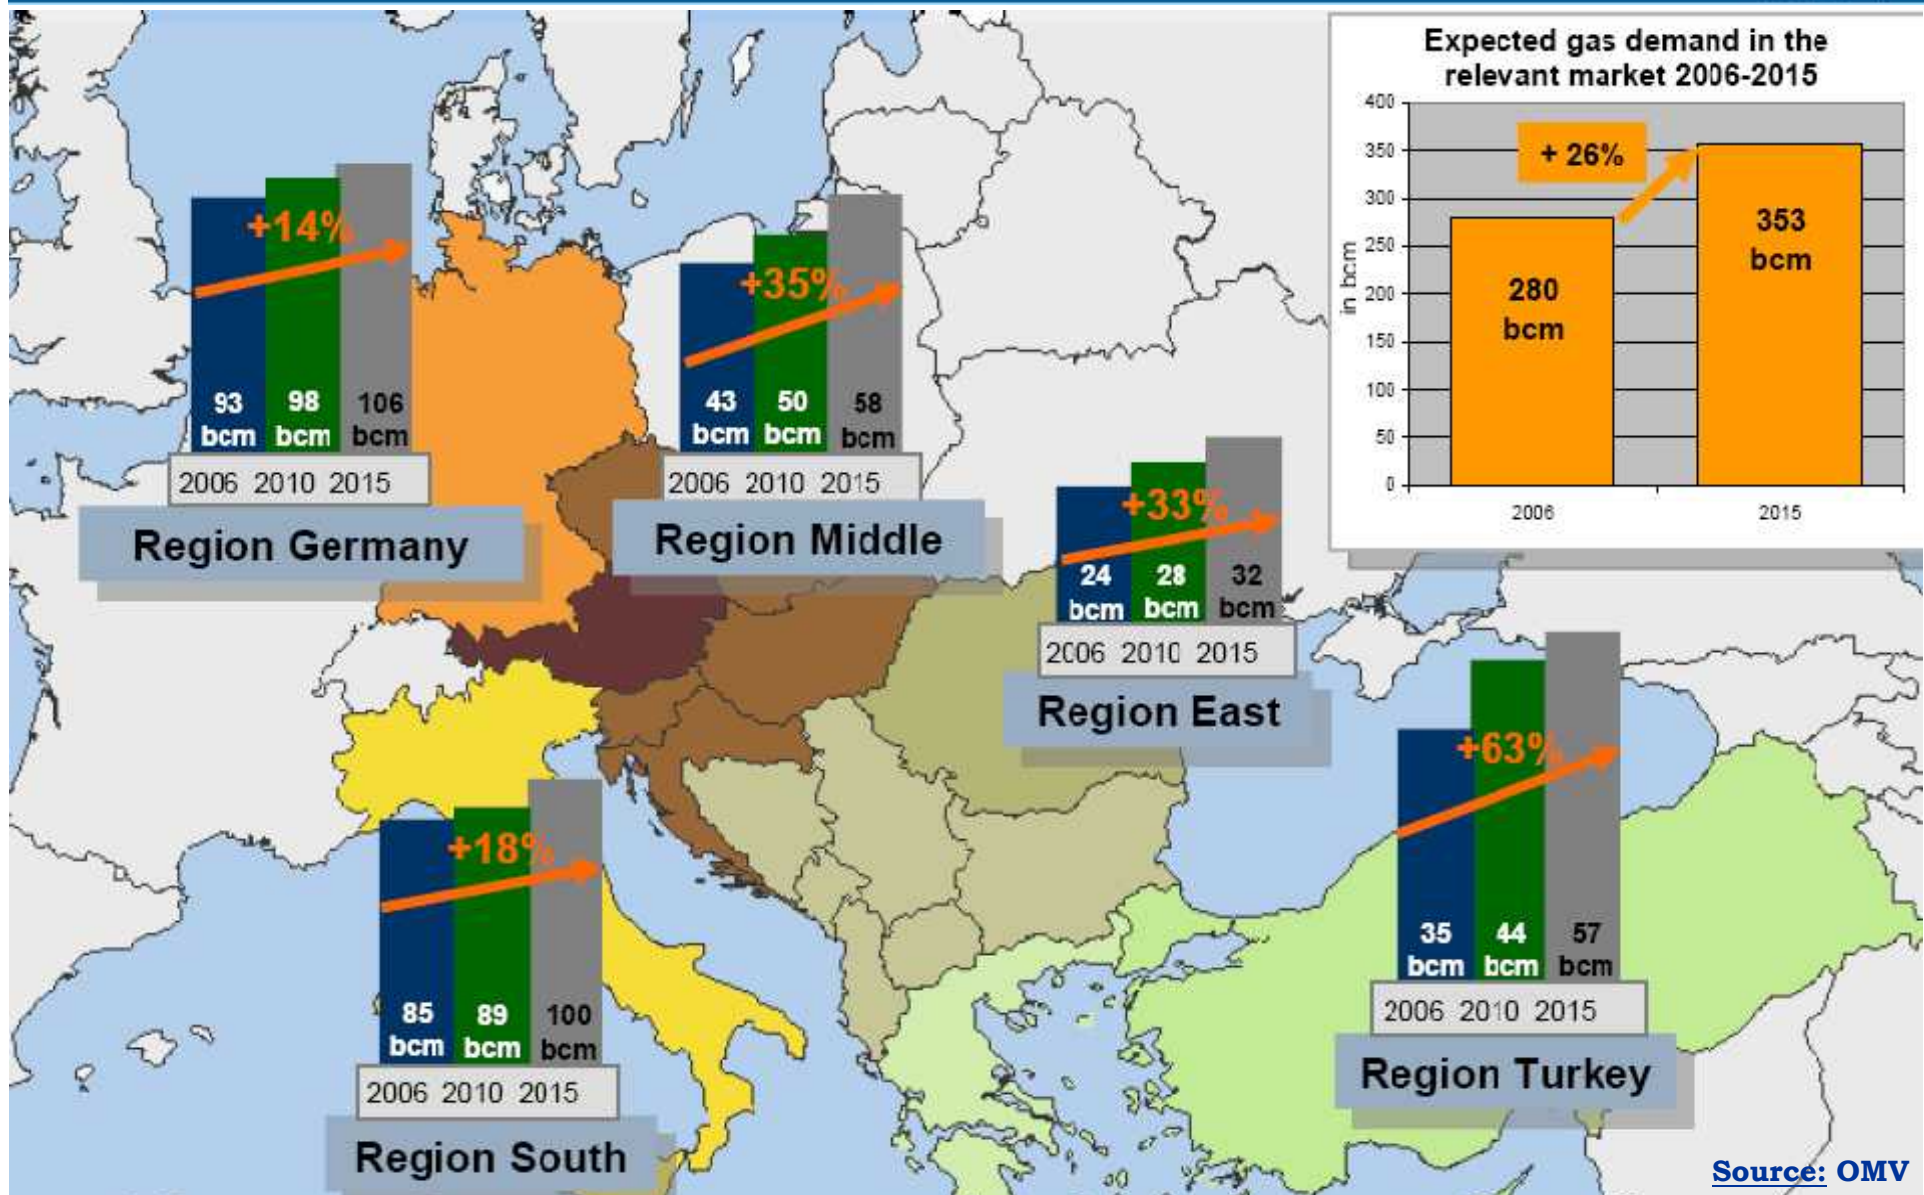 Expected gas demand in the
relevant market 2006-2015
400
350
300
250
200
150
100
50
0
in bcm
+ 26%
280
bcm
353
bcm
2006
2015
+14%
93
bcm
98
bcm
106
bcm
2006 2010 2015
Region Germany
+35%
43
bcm
50
bcm
58
bcm
2006 2010 2015
Region Middle
+33%
24
bcm
28
bcm
32
bcm
2006 2010 2015
Region East
+63%
35
bcm
44
bcm
57
bcm
2006 2010 2015
Region Turkey
+18%
85
bcm
89
bcm
100
bcm
2006 2010 2015
Region South
Source: OMV